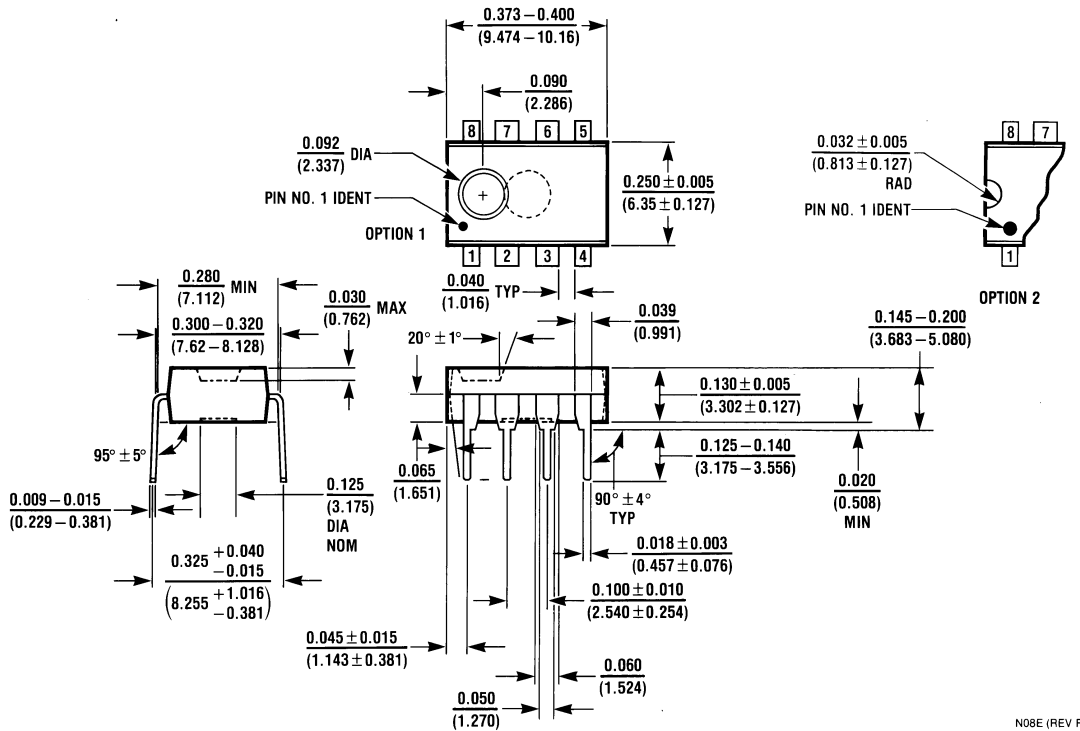 0.373 – 0.400
(9.474 – 10.16)
0.090
(2.286)
8 7 6 5
0.092
(2.337) DIA
PIN NO. 1 IDENT
OPTION 1
0.250 ± 0.005
(6.35 ± 0.127)
1 2 3 4
0.032 ± 0.005
(0.813 ± 0.127)
RAD
PIN NO. 1 IDENT
8 7
1
OPTION 2
0.280
(7.112) MIN
0.300 – 0.320
(7.62 – 8.128)
0.030
(0.762) MAX
0.040
(1.016) TYP
20° ± 1°
0.039
(0.991)
0.145 – 0.200
(3.683 – 5.080)
0.130 ± 0.005
(3.302 ± 0.127)
0.125 – 0.140
(3.175 – 3.556)
0.020
(0.508)
MIN
95° ± 5°
0.009 – 0.015
(0.229 – 0.381)
0.125
(3.175)
DIA
NOM
0.065
(1.651)
90° ± 4°
TYP
0.325 +0.040
–0.015
(8.255 +1.016
–0.381)
0.018 ± 0.003
(0.457 ± 0.076)
0.100 ± 0.010
(2.540 ± 0.254)
0.045 ± 0.015
(1.143 ± 0.381)
0.060
(1.524)
0.050
(1.270)
N08E (REV F